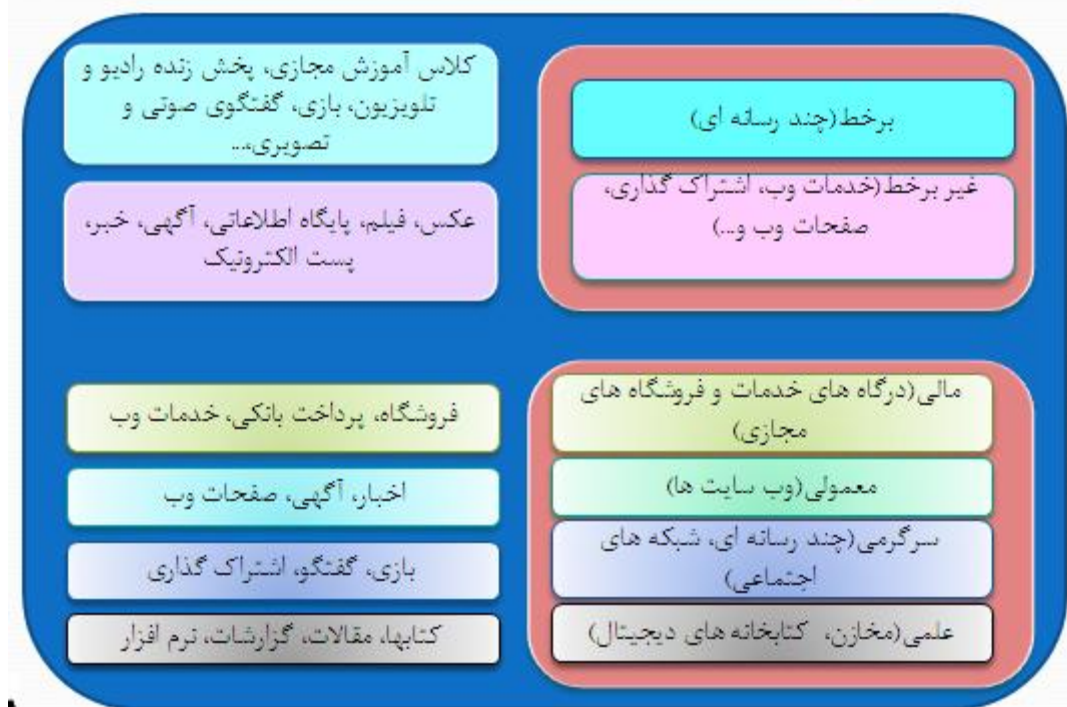 برخط(چند رسانه ای)
کلاس آموزش مجازی، پخش زنده رادیو و
تلویزیون، بازی، گفتگوی صوتی و
تصویری،...
غیر برخط(خدمات وب، اشتراک گذاری،
صفحات وب و...)
عکس، فیلم، پایگاه اطلاعاتی، آگهی، خبر،
پست الکترونیک
مالی(درگاه های خدمات و فروشگاه های
مجازی)
فروشگاه، پرداخت بانکی، خدمات وب
معمولی(وب سایت ها)
اخبار، آگهی، صفحات وب
سرگرمی(چند رسانه ای، شبکه های
اجتماعی)
بازی، گفتگو، اشتراک گذاری
علمی(مخازن، کتابخانه های دیجیتال)
کتابها، مقالات، گزارشات، نرم افزار